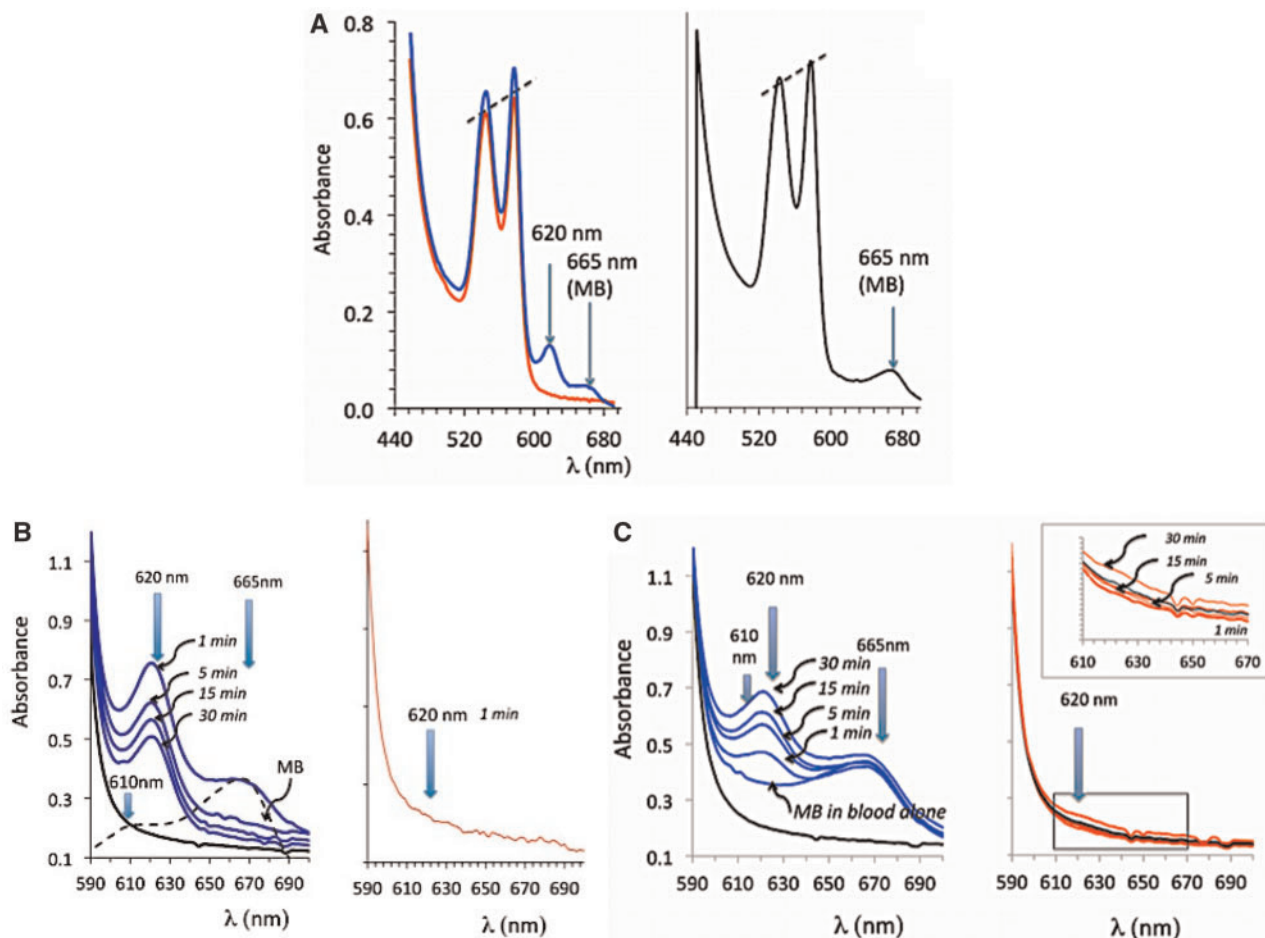 A
0.8
0.6
0.4
0.2
0.0
Absorbance
620 nm
665 nm
(MB)
440 520 600 680
λ (nm)
665 nm
(MB)
440 520 600 680
B
1.1
0.9
0.7
0.5
0.3
0.1
Absorbance
620 nm
665nm
1 min
5 min
15 min
30 min
610nm
MB
590 610 630 650 670 690
λ (nm)
620 nm 1 min
590 610 630 650 670 690
λ (nm)
C
1.1
0.9
0.7
0.5
0.3
0.1
Absorbance
620 nm
610
nm
665nm
30 min
15 min
5 min
1 min
MB in blood alone
590 610 630 650 670 690
λ (nm)
30 min
15 min
5 min
1 min
610 630 650 670
620 nm
590 610 630 650 670 690
λ (nm)